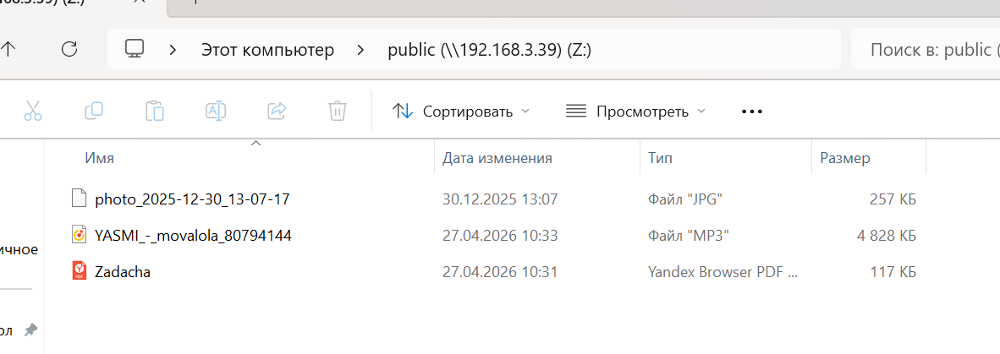 Этот компьютер > public (\\192.168.3.39) (Z:)
Поиск в: public
Сортировать Просмотреть
Имя Дата изменения Тип Размер
photo_2025-12-30_13-07-17 30.12.2025 13:07 Файл "JPG" 257 КБ
YASMI_-_movalola_80794144 27.04.2026 10:33 Файл "MP3" 4 828 КБ
Zadacha 27.04.2026 10:31 Yandex Browser PDF ... 117 КБ